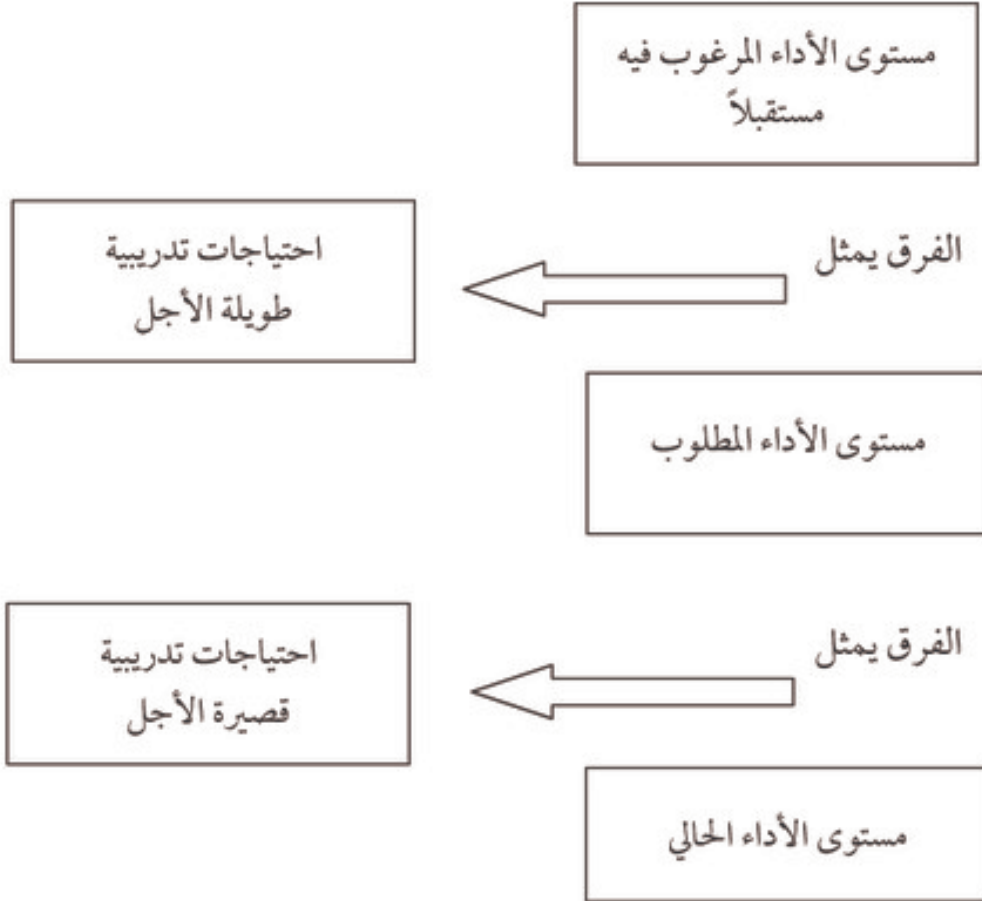 مستوى الأداء المرغوب فيه
مستقبلاً
الفرق يمثل
احتياجات تدريبية
طويلة الأجل
مستوى الأداء المطلوب
الفرق يمثل
احتياجات تدريبية
قصيرة الأجل
مستوى الأداء الحالي